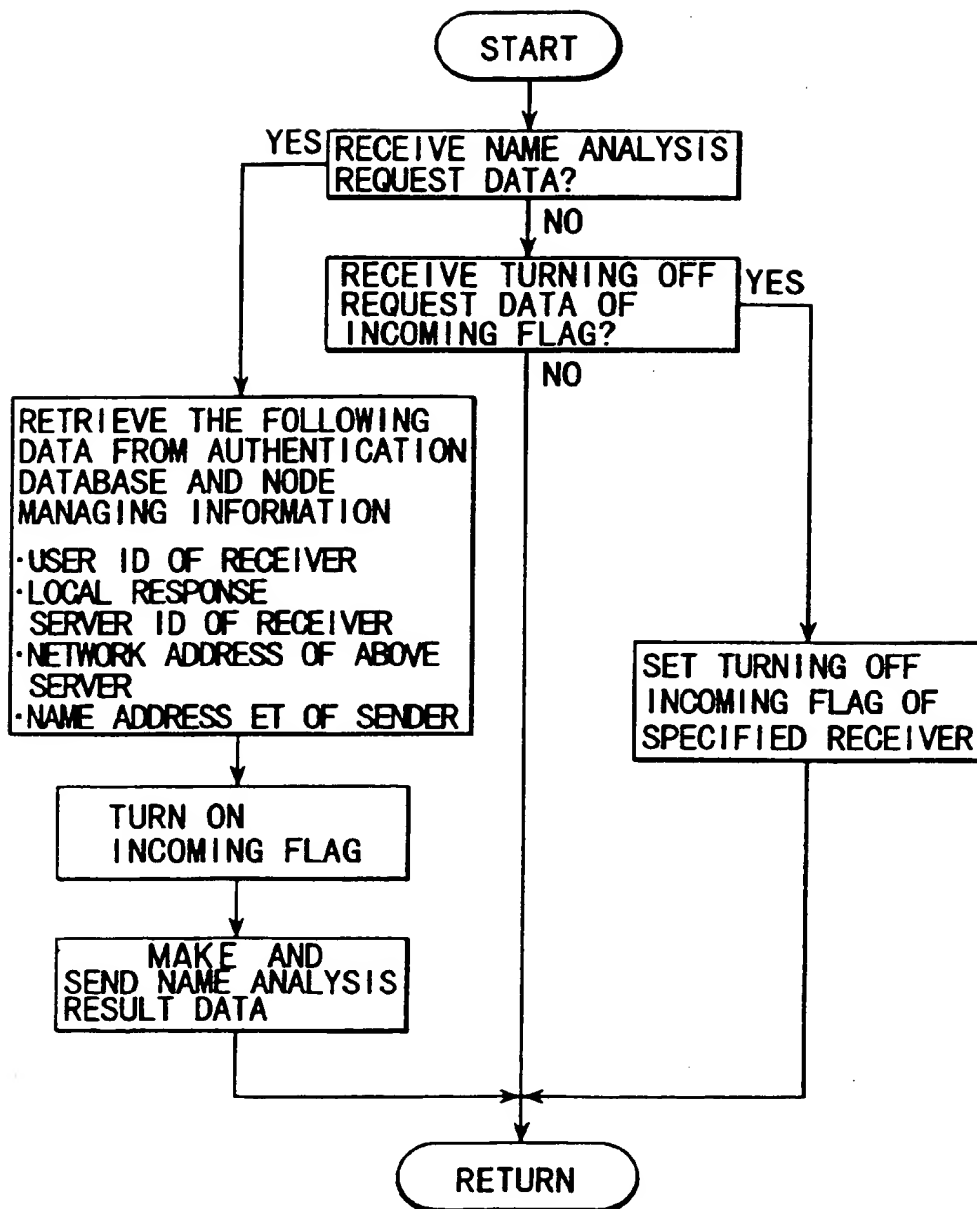 START
YES
RECEIVE NAME ANALYSIS
REQUEST DATA?
NO
RECEIVE TURNING OFF
REQUEST DATA OF
INCOMING FLAG?
YES
NO
RETRIEVE THE FOLLOWING
DATA FROM AUTHENTICATION
DATABASE AND NODE
MANAGING INFORMATION
·USER ID OF RECEIVER
·LOCAL RESPONSE
SERVER ID OF RECEIVER
·NETWORK ADDRESS OF ABOVE
SERVER
·NAME ADDRESS ET OF SENDER
SET TURNING OFF
INCOMING FLAG OF
SPECIFIED RECEIVER
TURN ON
INCOMING FLAG
MAKE AND
SEND NAME ANALYSIS
RESULT DATA
RETURN